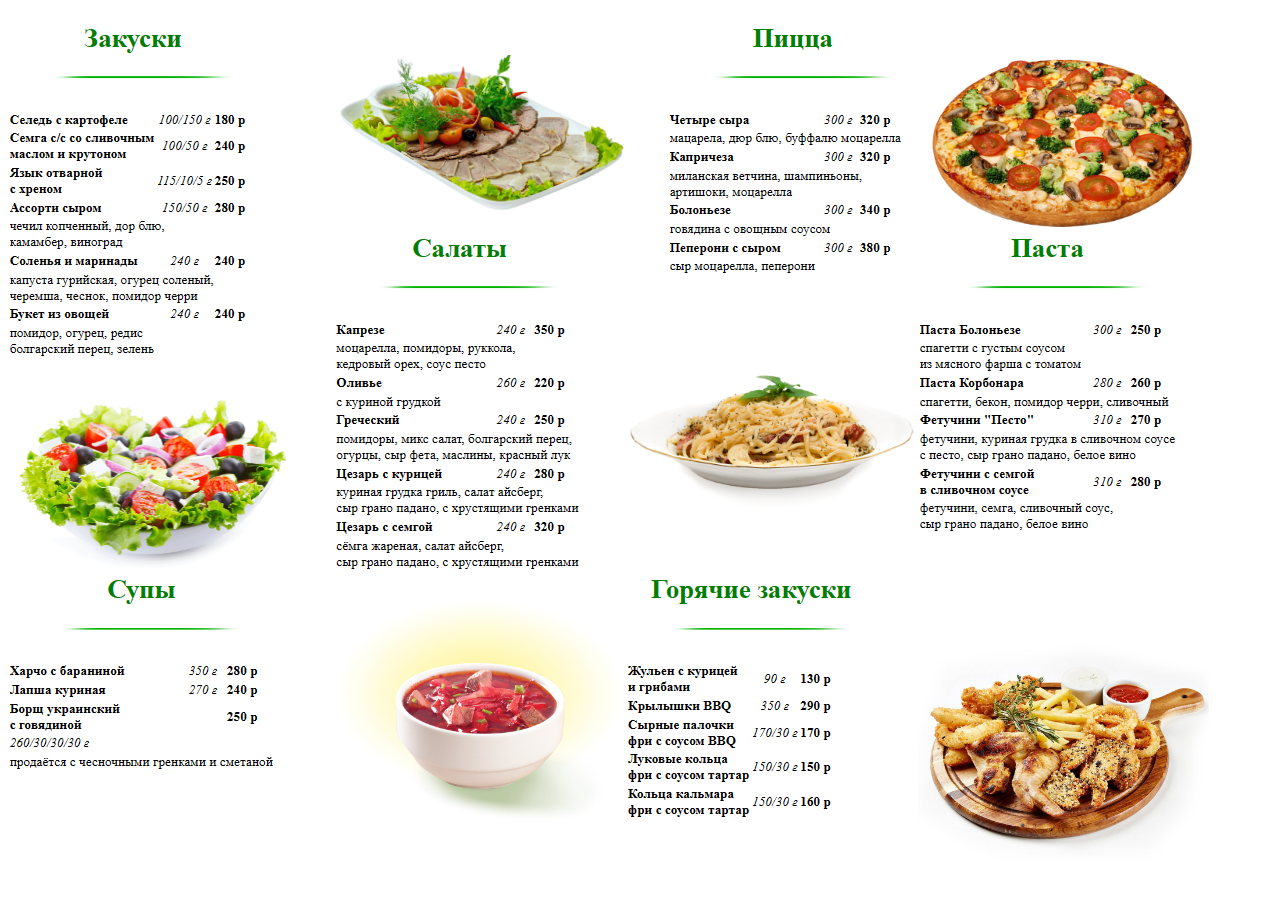 Закуски
Селедь с картофеле 100/150 г 180 р
Семга с/с со сливочным
маслом и крутоном 100/50 г 240 р
Язык отварной
с хреном 115/10/5 г 250 р
Ассорти сыром 150/50 г 280 р
чечил копченный, дор блю,
камамбер, виноград
Соленья и маринады 240 г 240 р
капуста гурийская, огурец соленый,
черемша, чеснок, помидор черри
Букет из овощей 240 г 240 р
помидор, огурец, редис
болгарский перец, зелень
Салаты
Капрезе 240 г 350 р
моцарелла, помидоры, руккола,
кедровый орех, соус песто
Оливье 260 г 220 р
с куриной грудкой
Греческий 240 г 250 р
помидоры, микс салат, болгарский перец,
огурцы, сыр фета, маслины, красный лук
Цезарь с курицей 240 г 280 р
куриная грудка гриль, салат айсберг,
сыр грано падано, с хрустящими гренками
Цезарь с семгой 240 г 320 р
сёмга жареная, салат айсберг,
сыр грано падано, с хрустящими гренками
Пицца
Четыре сыра 300 г 320 р
мацарела, дюр блю, буффалю моцарелла
Капричеза 300 г 320 р
миланская ветчина, шампиньоны,
артишоки, моцарелла
Болоньезе 300 г 340 р
говядина с овощным соусом
Пеперони с сыром 300 г 380 р
сыр моцарелла, пеперони
Паста
Паста Болоньезе 300 г 250 р
спагетти с густым соусом
из мясного фарша с томатом
Паста Корбонара 280 г 260 р
спагетти, бекон, помидор черри, сливочный
Фетучини "Песто" 310 г 270 р
фетучини, куриная грудка в сливочном соусе
с песто, сыр грано падано, белое вино
Фетучини с семгой
в сливочном соусе 310 г 280 р
фетучини, семга, сливочный соус,
сыр грано падано, белое вино
Супы
Харчо с бараниной 350 г 280 р
Лапша куриная 270 г 240 р
Борщ украинский
с говядиной 250 р
260/30/30/30 г
продаётся с чесночными гренками и сметаной
Горячие закуски
Жульен с курицей
и грибами 90 г 130 р
Крылышки BBQ 350 г 290 р
Сырные палочки
фри с соусом BBQ 170/30 г 170 р
Луковые кольца
фри с соусом тартар 150/30 г 150 р
Кольца кальмара
фри с соусом тартар 150/30 г 160 р